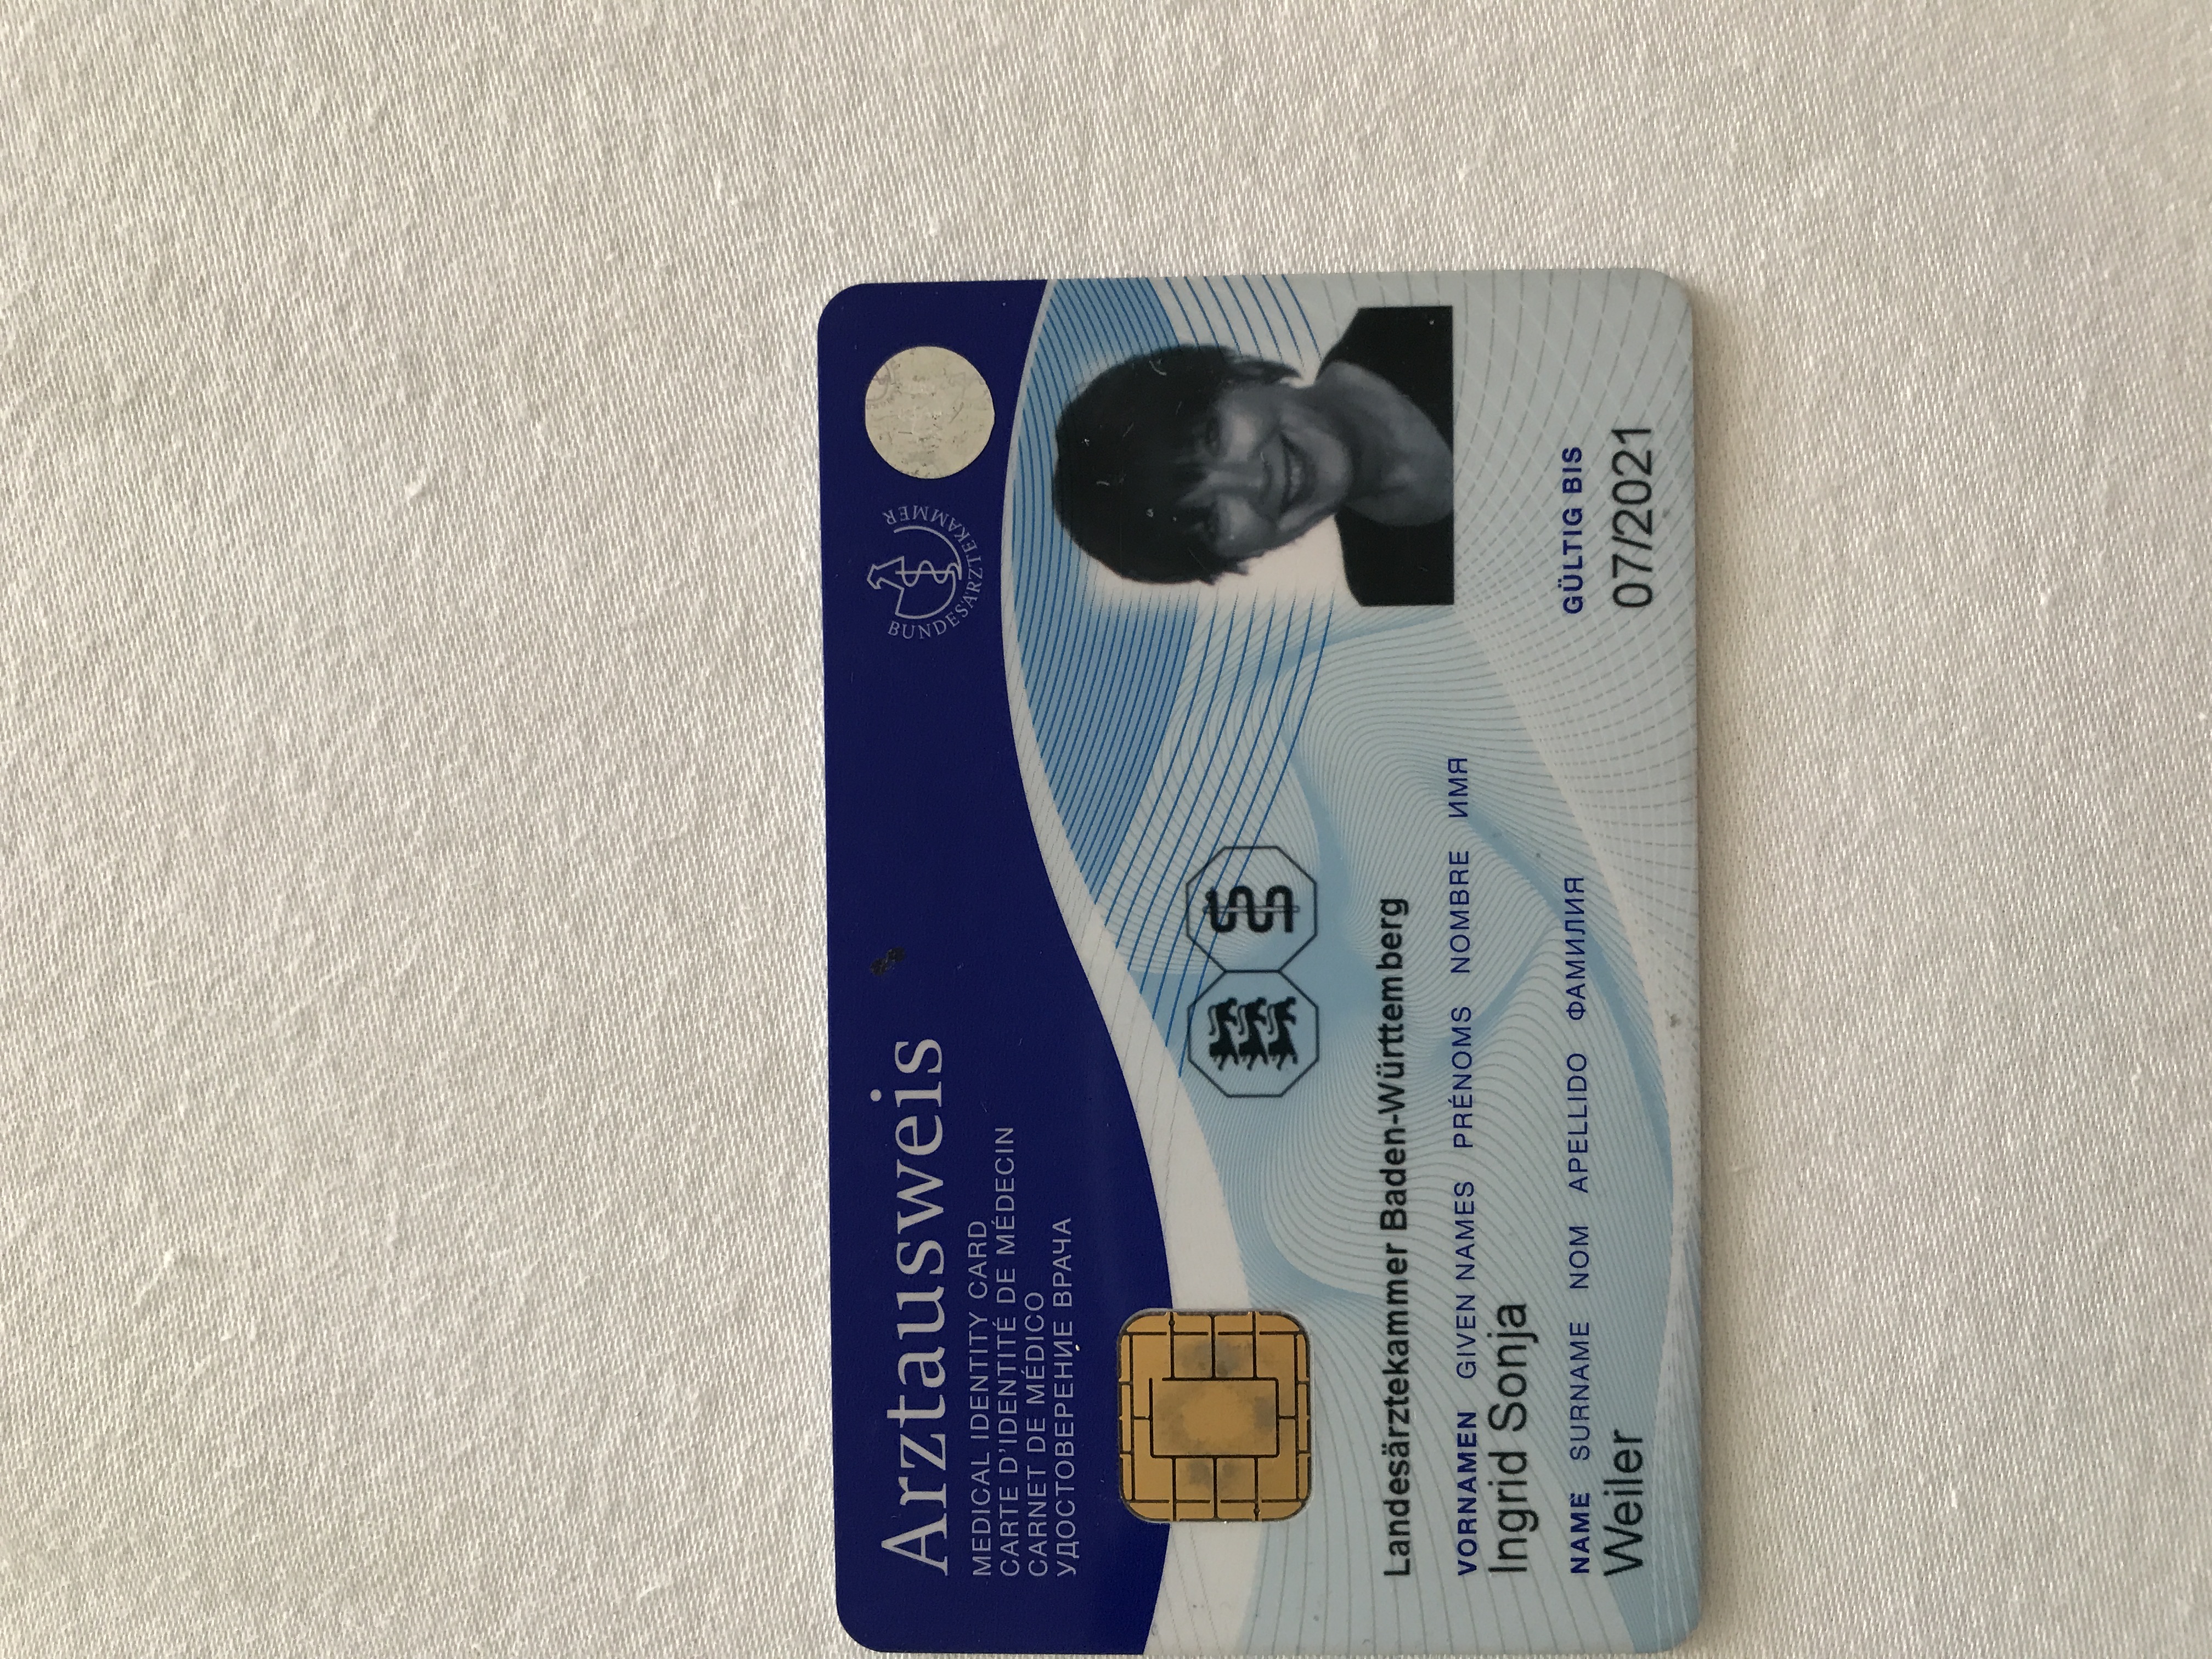 Arztausweis
MEDICAL IDENTITY CARD
CARTE D'IDENTITÉ DE MÉDECIN
CARNET DE MÉDICO
УДОСТОВЕРЕНИЕ ВРАЧА
BUNDESÄRZTEKAMMER
Landesärztekammer Baden-Württemberg
VORNAMEN GIVEN NAMES PRÉNOMS NOMBRE ИМЯ
Ingrid Sonja
NAME SURNAME NOM APELLIDO ФАМИЛИЯ
Weiler
GÜLTIG BIS
07/2021